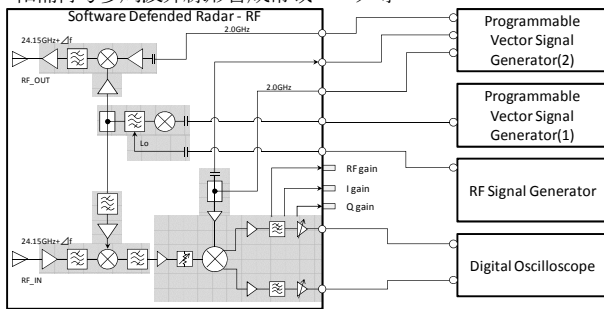 Software Defended Radar - RF
24.15GHz+⊿f
2.0GHz
RF_OUT
Programmable
Vector Signal
Generator(2)
2.0GHz
Programmable
Vector Signal
Generator(1)
Lo
RF gain
I gain
Q gain
RF Signal Generator
24.15GHz+⊿f
RF_IN
Digital Oscilloscope